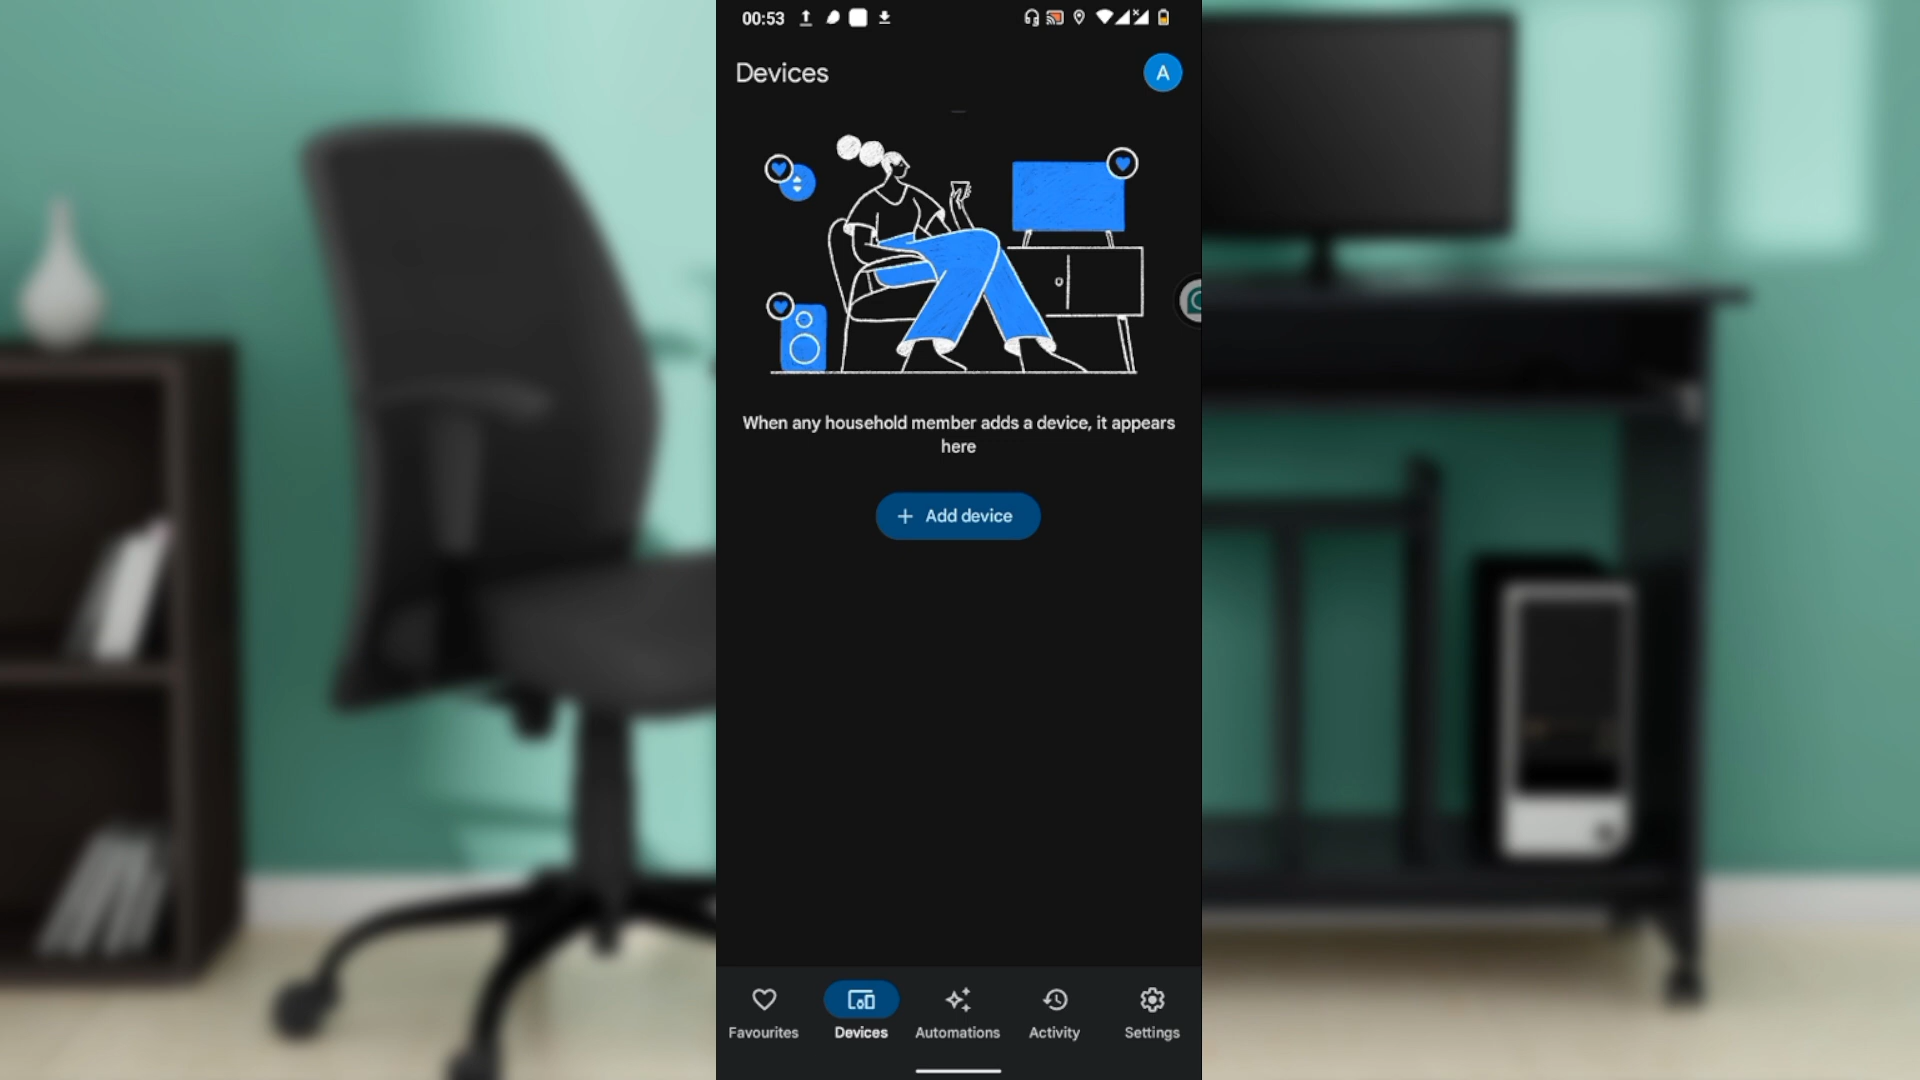 00:53
Devices
A
When any household member adds a device, it appears
here
+ Add device
Favourites
Devices
Automations
Activity
Settings